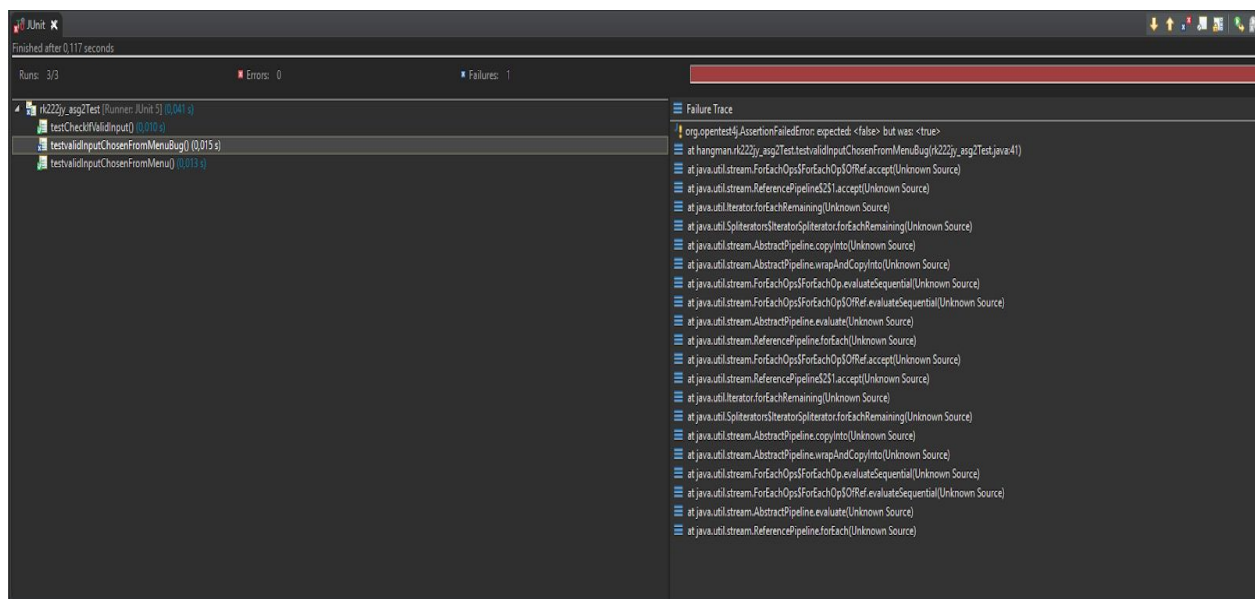 JUnit
Finished after 0,117 seconds
Runs: 3/3 Errors: 0 Failures: 1
rk222jy_asg2Test [Runner: JUnit 5] (0,041 s)
testCheckIfValidInput() (0,010 s)
testvalidInputChosenFromMenuBug() (0,015 s)
testvalidInputChosenFromMenu() (0,013 s)
Failure Trace
org.opentest4j.AssertionFailedError: expected: <false> but was: <true>
at hangman.rk222jy_asg2Test.testvalidInputChosenFromMenuBug(rk222jy_asg2Test.java:41)
at java.util.stream.ForEachOps$ForEachOp$OfRef.accept(Unknown Source)
at java.util.stream.ReferencePipeline$2$1.accept(Unknown Source)
at java.util.Iterator.forEachRemaining(Unknown Source)
at java.util.Spliterators$IteratorSpliterator.forEachRemaining(Unknown Source)
at java.util.stream.AbstractPipeline.copyInto(Unknown Source)
at java.util.stream.AbstractPipeline.wrapAndCopyInto(Unknown Source)
at java.util.stream.ForEachOps$ForEachOp.evaluateSequential(Unknown Source)
at java.util.stream.ForEachOps$ForEachOp$OfRef.evaluateSequential(Unknown Source)
at java.util.stream.AbstractPipeline.evaluate(Unknown Source)
at java.util.stream.ReferencePipeline.forEach(Unknown Source)
at java.util.stream.ForEachOps$ForEachOp$OfRef.accept(Unknown Source)
at java.util.stream.ReferencePipeline$2$1.accept(Unknown Source)
at java.util.Iterator.forEachRemaining(Unknown Source)
at java.util.Spliterators$IteratorSpliterator.forEachRemaining(Unknown Source)
at java.util.stream.AbstractPipeline.copyInto(Unknown Source)
at java.util.stream.AbstractPipeline.wrapAndCopyInto(Unknown Source)
at java.util.stream.ForEachOps$ForEachOp.evaluateSequential(Unknown Source)
at java.util.stream.ForEachOps$ForEachOp$OfRef.evaluateSequential(Unknown Source)
at java.util.stream.AbstractPipeline.evaluate(Unknown Source)
at java.util.stream.ReferencePipeline.forEach(Unknown Source)